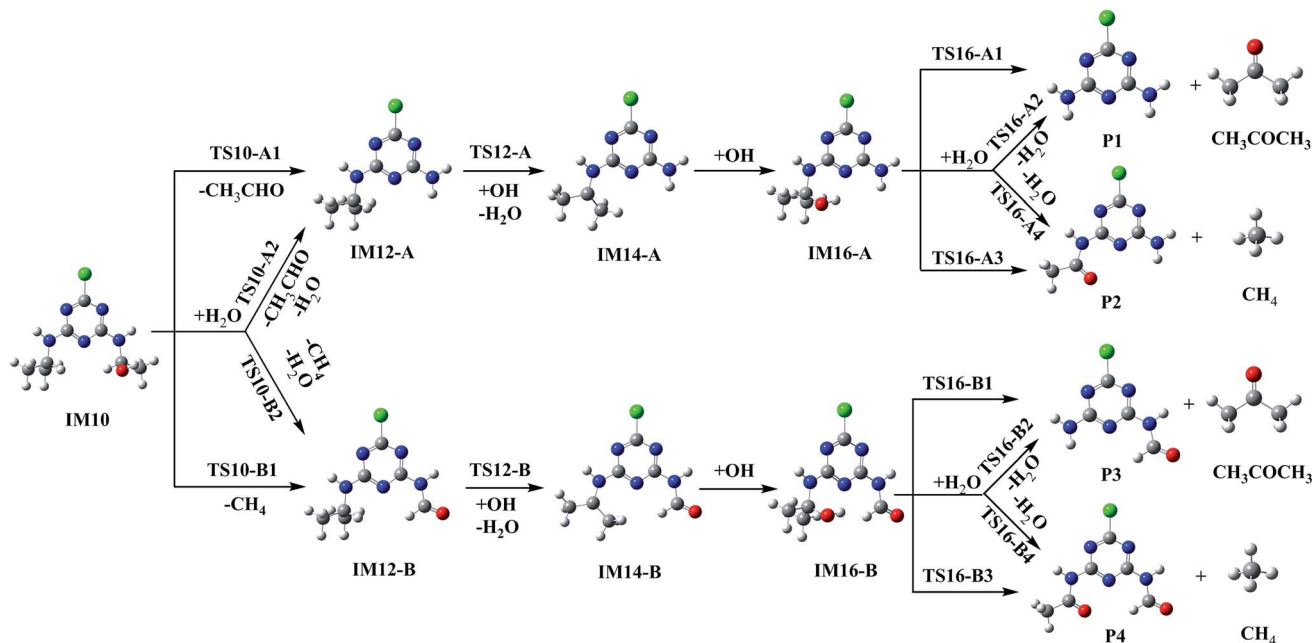 TS10-A1
-CH₃CHO
IM12-A
TS12-A
+OH
-H₂O
IM14-A
+OH
IM16-A
TS16-A1
TS16-A2
-H₂O
+H₂O
-H₂O
TS16-A4
TS16-A3
P1
+
CH₃COCH₃
P2
+
CH₄
IM10
+H₂O
TS10-A2
-CH₃CHO
-H₂O
-CH₄
-H₂O
TS10-B2
TS10-B1
-CH₄
IM12-B
TS12-B
+OH
-H₂O
IM14-B
+OH
IM16-B
TS16-B1
TS16-B2
-H₂O
+H₂O
-H₂O
TS16-B4
TS16-B3
P3
+
CH₃COCH₃
P4
+
CH₄